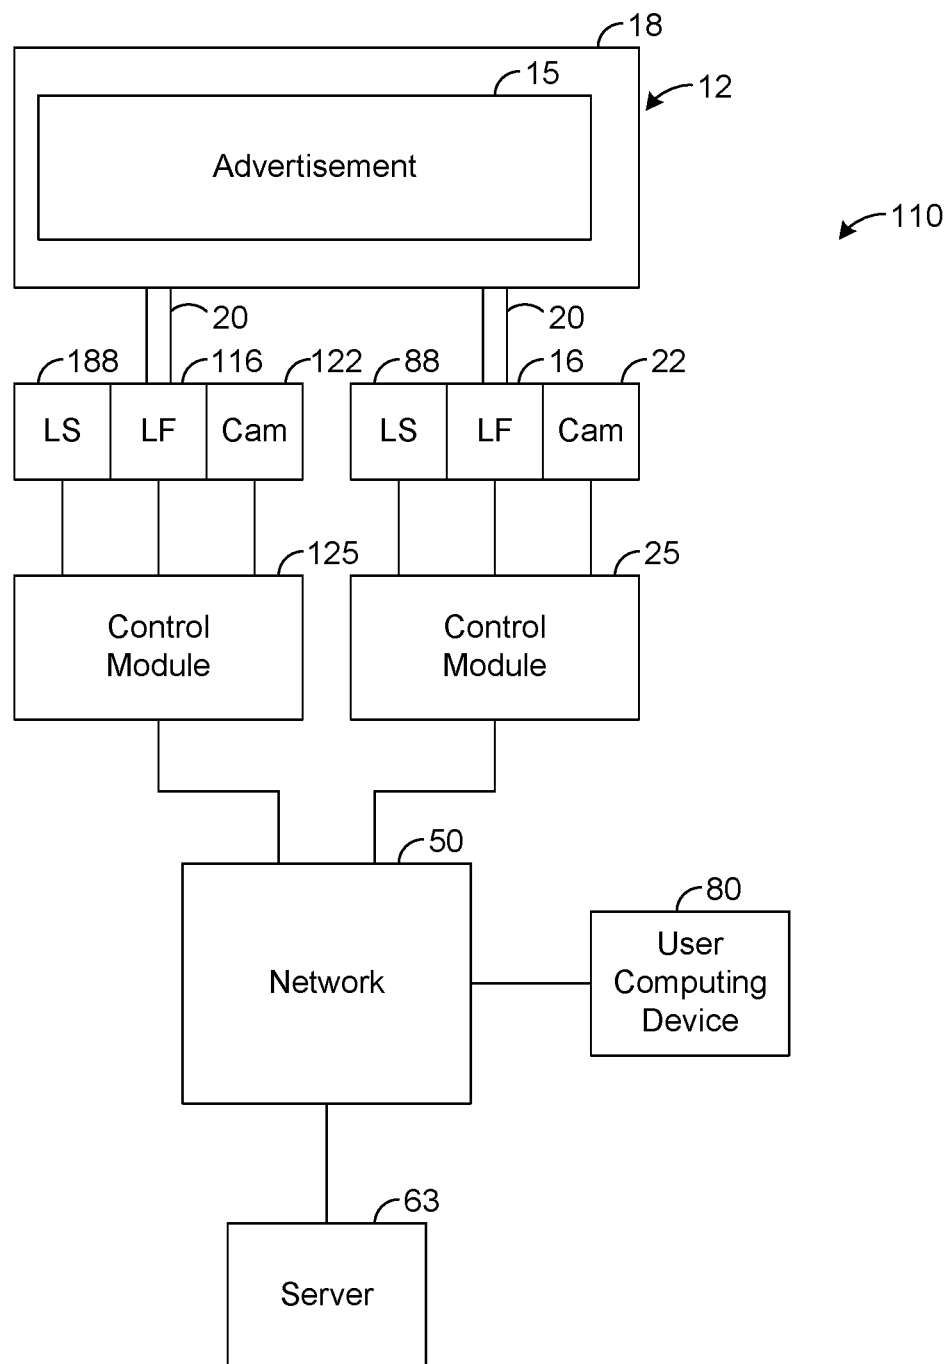 18
15
12
Advertisement
110
20
20
188
116
122
88
16
22
LS
LF
Cam
LS
LF
Cam
125
25
Control
Module
Control
Module
50
80
Network
User
Computing
Device
63
Server